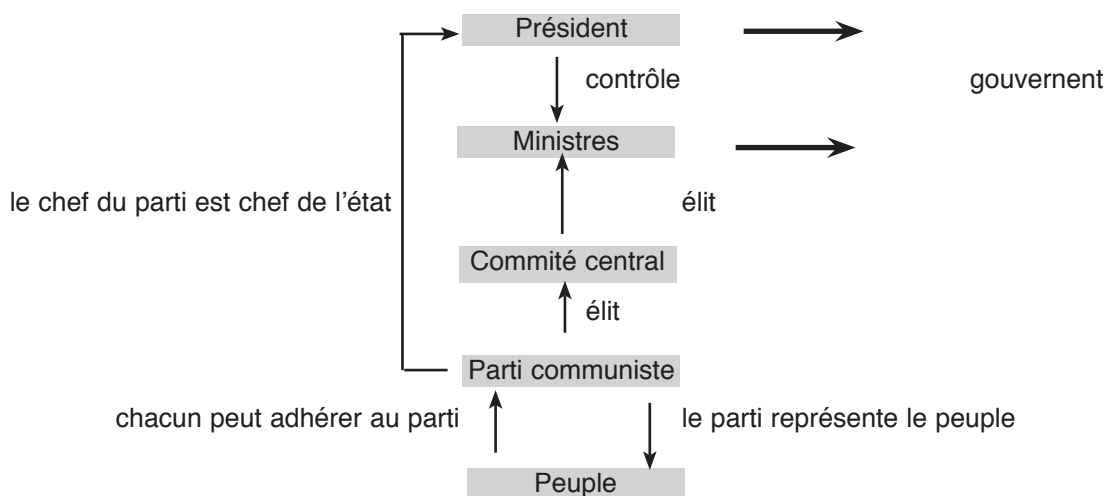 Président
contrôle
gouvernent
Ministres
le chef du parti est chef de l'état
élit
Commité central
élit
Parti communiste
chacun peut adhérer au parti
le parti représente le peuple
Peuple